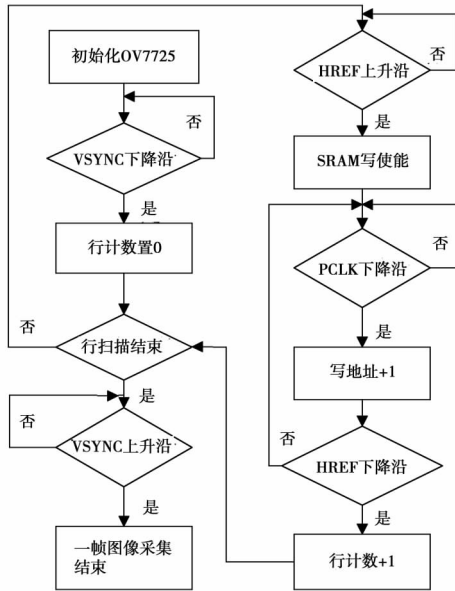 初始化OV7725
否
VSYNC下降沿
是
行计数置0
否
行扫描结束
是
否
VSYNC上升沿
是
一帧图像采集
结束
否
HREF上升沿
是
SRAM写使能
否
PCLK下降沿
是
写地址+1
否
HREF下降沿
是
行计数+1